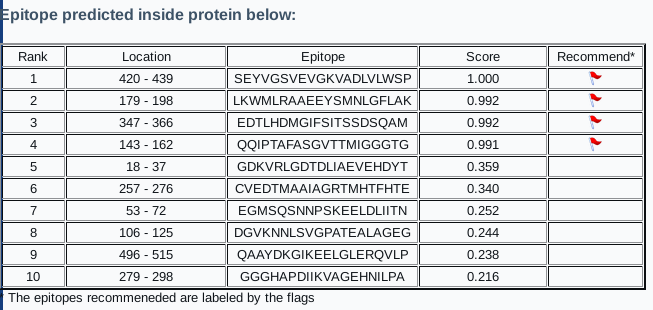 Epitope predicted inside protein below:
Rank Location Epitope Score Recommend*
1 420 - 439 SEYVGSVEVGKVADLVLWSP 1.000
2 179 - 198 LKWMLRAAEEYSMNLGFLAK 0.992
3 347 - 366 EDTLHDMGIFSITSSDSQAM 0.992
4 143 - 162 QQIPTAFASGVTTMIGGGTG 0.991
5 18 - 37 GDKVRLGDTDLIAEVEHDYT 0.359
6 257 - 276 CVEDTMAAIAGRTMHTFHTE 0.340
7 53 - 72 EGMSQSNNPSKEELDLIITN 0.252
8 106 - 125 DGVKNNLSVGPATEALAGEG 0.244
9 496 - 515 QAAYDKGIKEELGLERQVLP 0.238
10 279 - 298 GGGHAPDIIKVAGEHNILPA 0.216
* The epitopes recommeneded are labeled by the flags